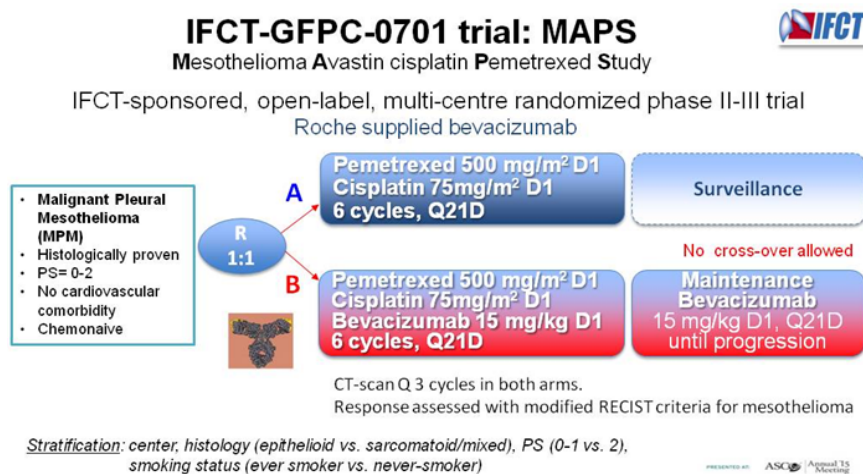 IFCT-GFPC-0701 trial: MAPS
IFCT
Mesothelioma Avastin cisplatin Pemetrexed Study
IFCT-sponsored, open-label, multi-centre randomized phase II-III trial
Roche supplied bevacizumab
• Malignant Pleural
Mesothelioma
(MPM)
• Histologically proven
• PS= 0-2
• No cardiovascular
comorbidity
• Chemonaive
R
1:1
A
Pemetrexed 500 mg/m² D1
Cisplatin 75mg/m² D1
6 cycles, Q21D
Surveillance
No cross-over allowed
B
Pemetrexed 500 mg/m² D1
Cisplatin 75mg/m² D1
Bevacizumab 15 mg/kg D1
6 cycles, Q21D
Maintenance
Bevacizumab
15 mg/kg D1, Q21D
until progression
CT-scan Q 3 cycles in both arms.
Response assessed with modified RECIST criteria for mesothelioma
Stratification: center, histology (epithelioid vs. sarcomatoid/mixed), PS (0-1 vs. 2),
smoking status (ever smoker vs. never-smoker)
PRESENTED AT:
ASCO Annual '15
Meeting